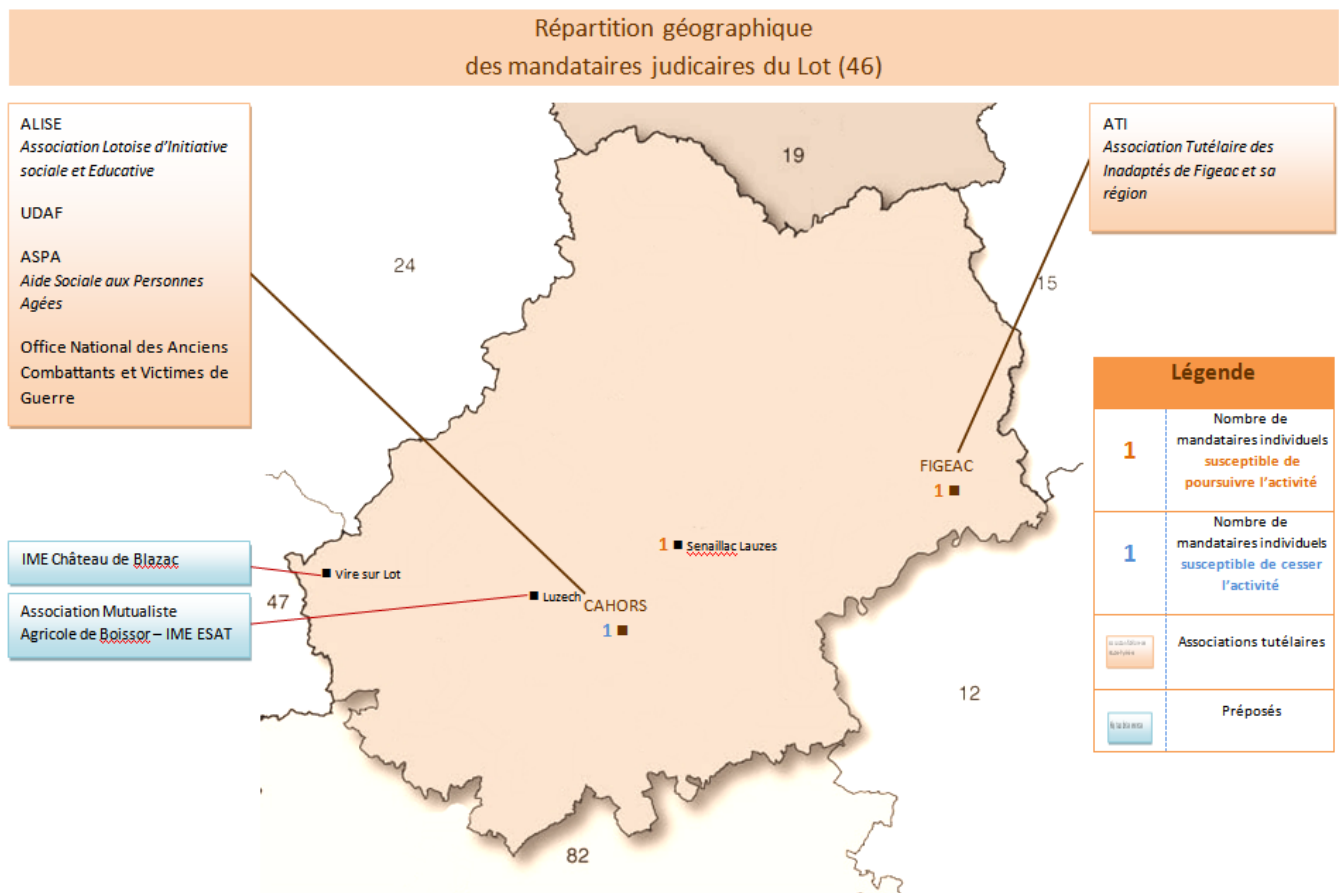 Répartition géographique
des mandataires judicaires du Lot (46)
ALISE
Association Lotoise d'Initiative
sociale et Educative
UDAF
ASPA
Aide Sociale aux Personnes
Agées
Office National des Anciens
Combattants et Victimes de
Guerre
ATI
Association Tutélaire des
Inadaptés de Figeac et sa
région
19
24
15
FIGEAC
1
1
Senaillac Lauzes
IME Château de Blazac
Vire sur Lot
47
Association Mutualiste
Agricole de Boissor – IME ESAT
Luzech
CAHORS
1
12
82
Légende
1
Nombre de
mandataires individuels
susceptible de
poursuivre l'activité
1
Nombre de
mandataires individuels
susceptible de cesser
l'activité
Associations tutélaires
Préposés